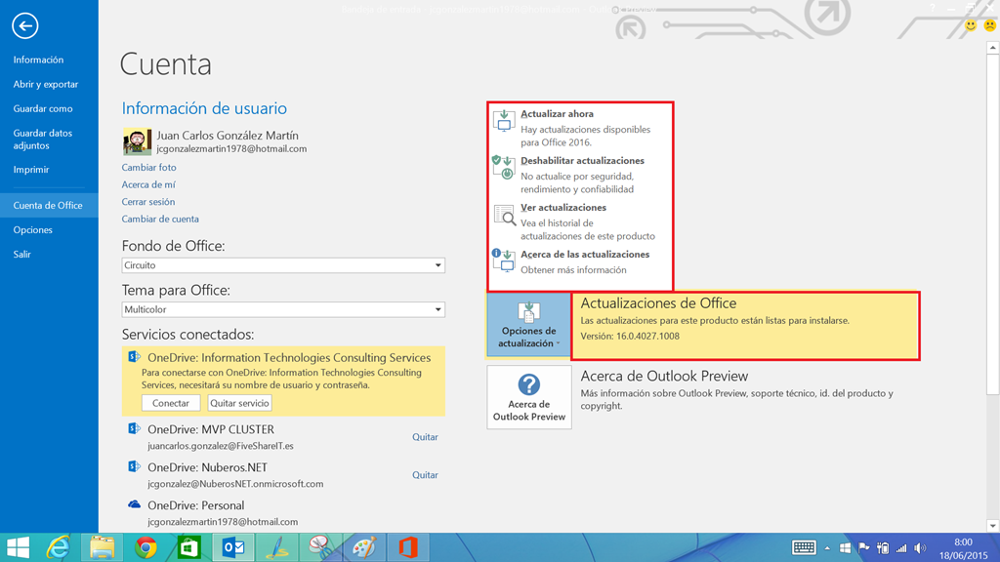 Información
Abrir y exportar
Guardar como
Guardar datos
adjuntos
Imprimir
Cuenta de Office
Opciones
Salir
Cuenta
Información de usuario
Juan Carlos González Martín
jcgonzalezmartin1978@hotmail.com
Cambiar foto
Acerca de mí
Cerrar sesión
Cambiar de cuenta
Fondo de Office:
Circuito
Tema para Office:
Multicolor
Servicios conectados:
OneDrive: Information Technologies Consulting Services
Para conectarse con OneDrive: Information Technologies Consulting
Services, necesitará su nombre de usuario y contraseña.
Conectar
Quitar servicio
OneDrive: MVP CLUSTER
juancarlos.gonzalez@FiveShareIT.es
Quitar
OneDrive: Nuberos.NET
jcgonzalez@NuberosNET.onmicrosoft.com
Quitar
OneDrive: Personal
jcgonzalezmartin1978@hotmail.com
Actualizar ahora
Hay actualizaciones disponibles
para Office 2016.
Deshabilitar actualizaciones
No actualice por seguridad,
rendimiento y confiabilidad
Ver actualizaciones
Vea el historial de
actualizaciones de este producto
Acerca de las actualizaciones
Obtener más información
Opciones de
actualización
Actualizaciones de Office
Las actualizaciones para este producto están listas para instalarse.
Versión: 16.0.4027.1008
Acerca de
Outlook Preview
Acerca de Outlook Preview
Más información sobre Outlook Preview, soporte técnico, id. del producto y
copyright.
8:00
18/06/2015